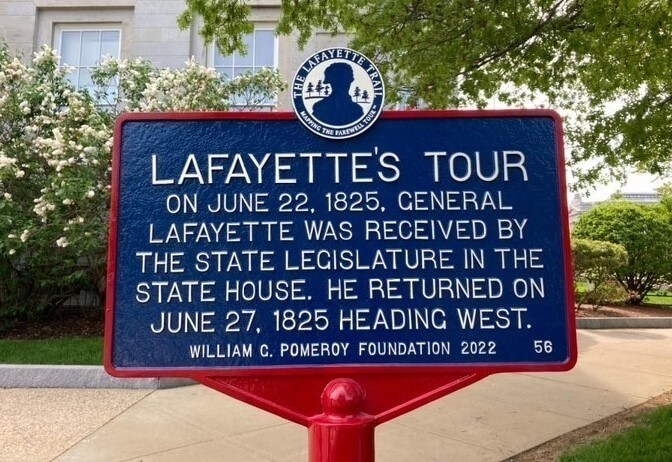 THE LAFAYETTE TRAIL
MAPPING THE FAREWELL TOUR
LAFAYETTE'S TOUR
ON JUNE 22, 1825, GENERAL
LAFAYETTE WAS RECEIVED BY
THE STATE LEGISLATURE IN THE
STATE HOUSE. HE RETURNED ON
JUNE 27, 1825 HEADING WEST.
WILLIAM G. POMEROY FOUNDATION 2022 56